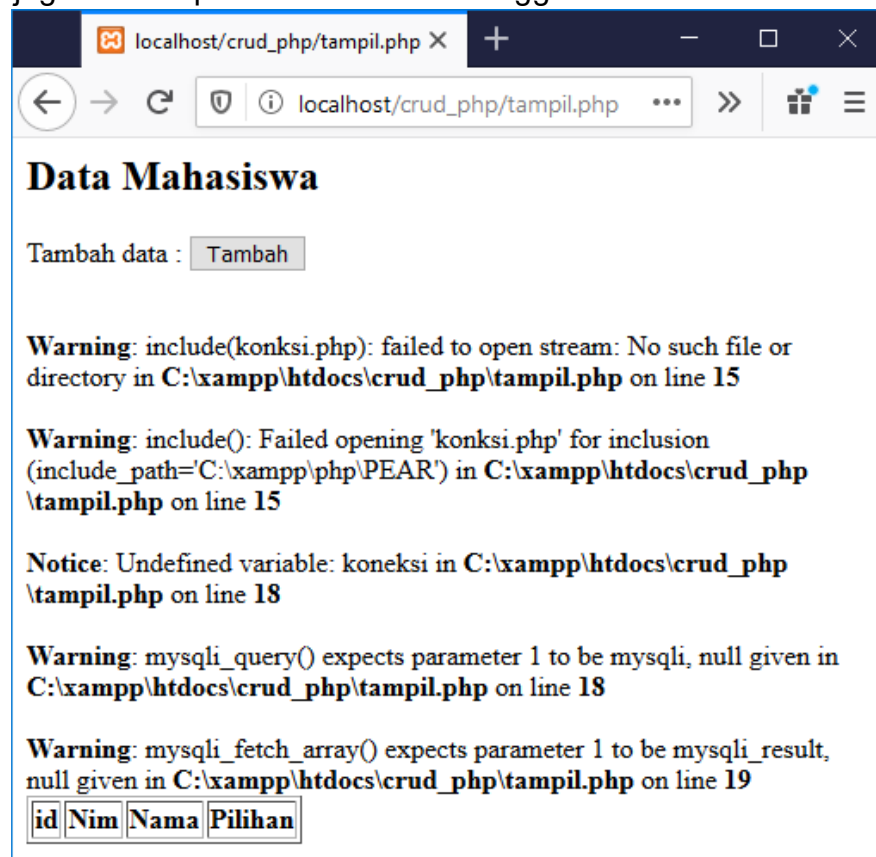 localhost/crud_php/tampil.php
localhost/crud_php/tampil.php
Data Mahasiswa
Tambah data : Tambah
Warning: include(konksi.php): failed to open stream: No such file or
directory in C:\xampp\htdocs\crud_php\tampil.php on line 15
Warning: include(): Failed opening 'konksi.php' for inclusion
(include_path='C:\xampp\php\PEAR') in C:\xampp\htdocs\crud_php
\tampil.php on line 15
Notice: Undefined variable: koneksi in C:\xampp\htdocs\crud_php
\tampil.php on line 18
Warning: mysqli_query() expects parameter 1 to be mysqli, null given in
C:\xampp\htdocs\crud_php\tampil.php on line 18
Warning: mysqli_fetch_array() expects parameter 1 to be mysqli_result,
null given in C:\xampp\htdocs\crud_php\tampil.php on line 19
id Nim Nama Pilihan